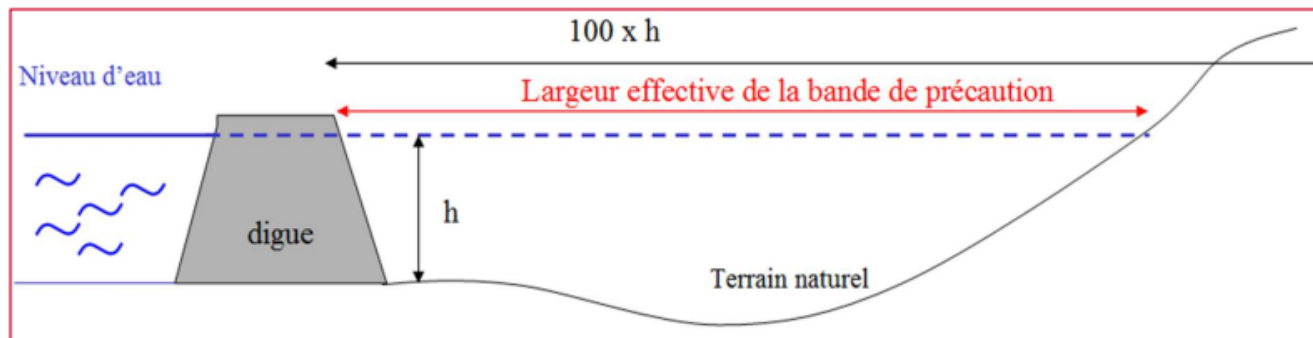 100 x h
Niveau d'eau
Largeur effective de la bande de précaution
h
digue
Terrain naturel